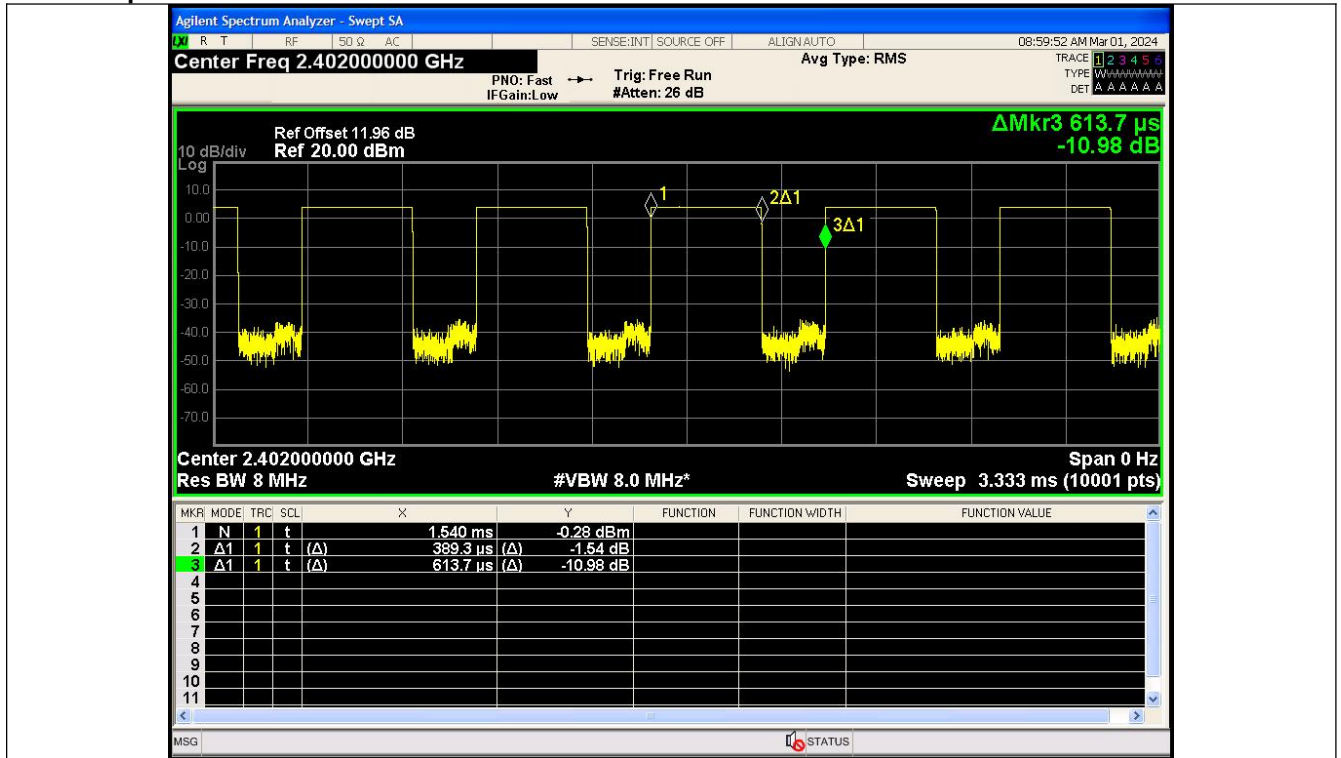 Agilent Spectrum Analyzer - Swept SA
LXI R T RF 50 Ω AC SENSE:INT SOURCE OFF ALIGN AUTO 08:59:52 AM Mar 01, 2024
Center Freq 2.402000000 GHz
Avg Type: RMS
TRACE 1 2 3 4 5 6
PNO: Fast Trig: Free Run
TYPE WWWWWW
IFGain:Low #Atten: 26 dB
DET A A A A A A
ΔMkr3 613.7 µs
-10.98 dB
Ref Offset 11.96 dB
10 dB/div Ref 20.00 dBm
Log
10.0
0.00
-10.0
-20.0
-30.0
-40.0
-50.0
-60.0
-70.0
1
2Δ1
3Δ1
Center 2.402000000 GHz Span 0 Hz
Res BW 8 MHz #VBW 8.0 MHz* Sweep 3.333 ms (10001 pts)
MKR MODE TRC SCL X Y FUNCTION FUNCTION WIDTH FUNCTION VALUE
1 N 1 t 1.540 ms -0.28 dBm
2 Δ1 1 t (Δ) 389.3 µs (Δ) -1.54 dB
3 Δ1 1 t (Δ) 613.7 µs (Δ) -10.98 dB
4
5
6
7
8
9
10
11
MSG STATUS